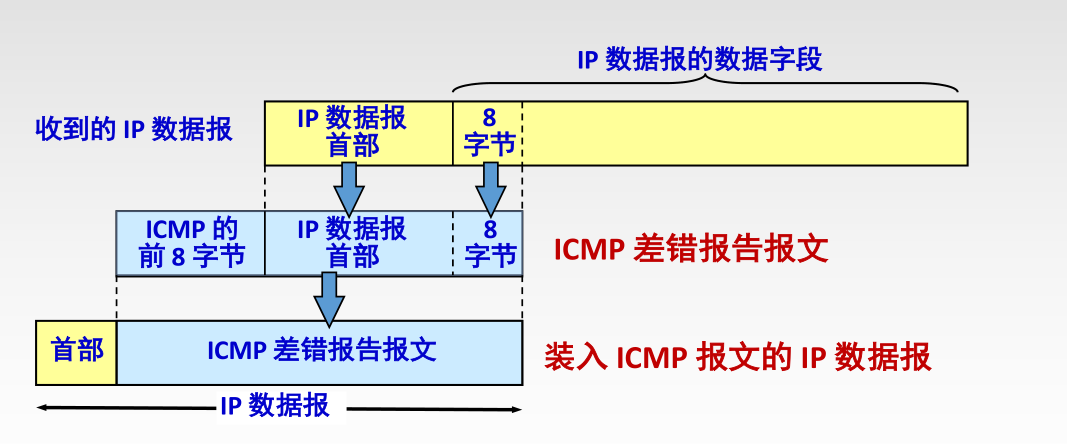 IP 数据报的数据字段
收到的 IP 数据报
IP 数据报
首部
8
字节
ICMP 的
前 8 字节
IP 数据报
首部
8
字节
ICMP 差错报告报文
首部
ICMP 差错报告报文
装入 ICMP 报文的 IP 数据报
IP 数据报